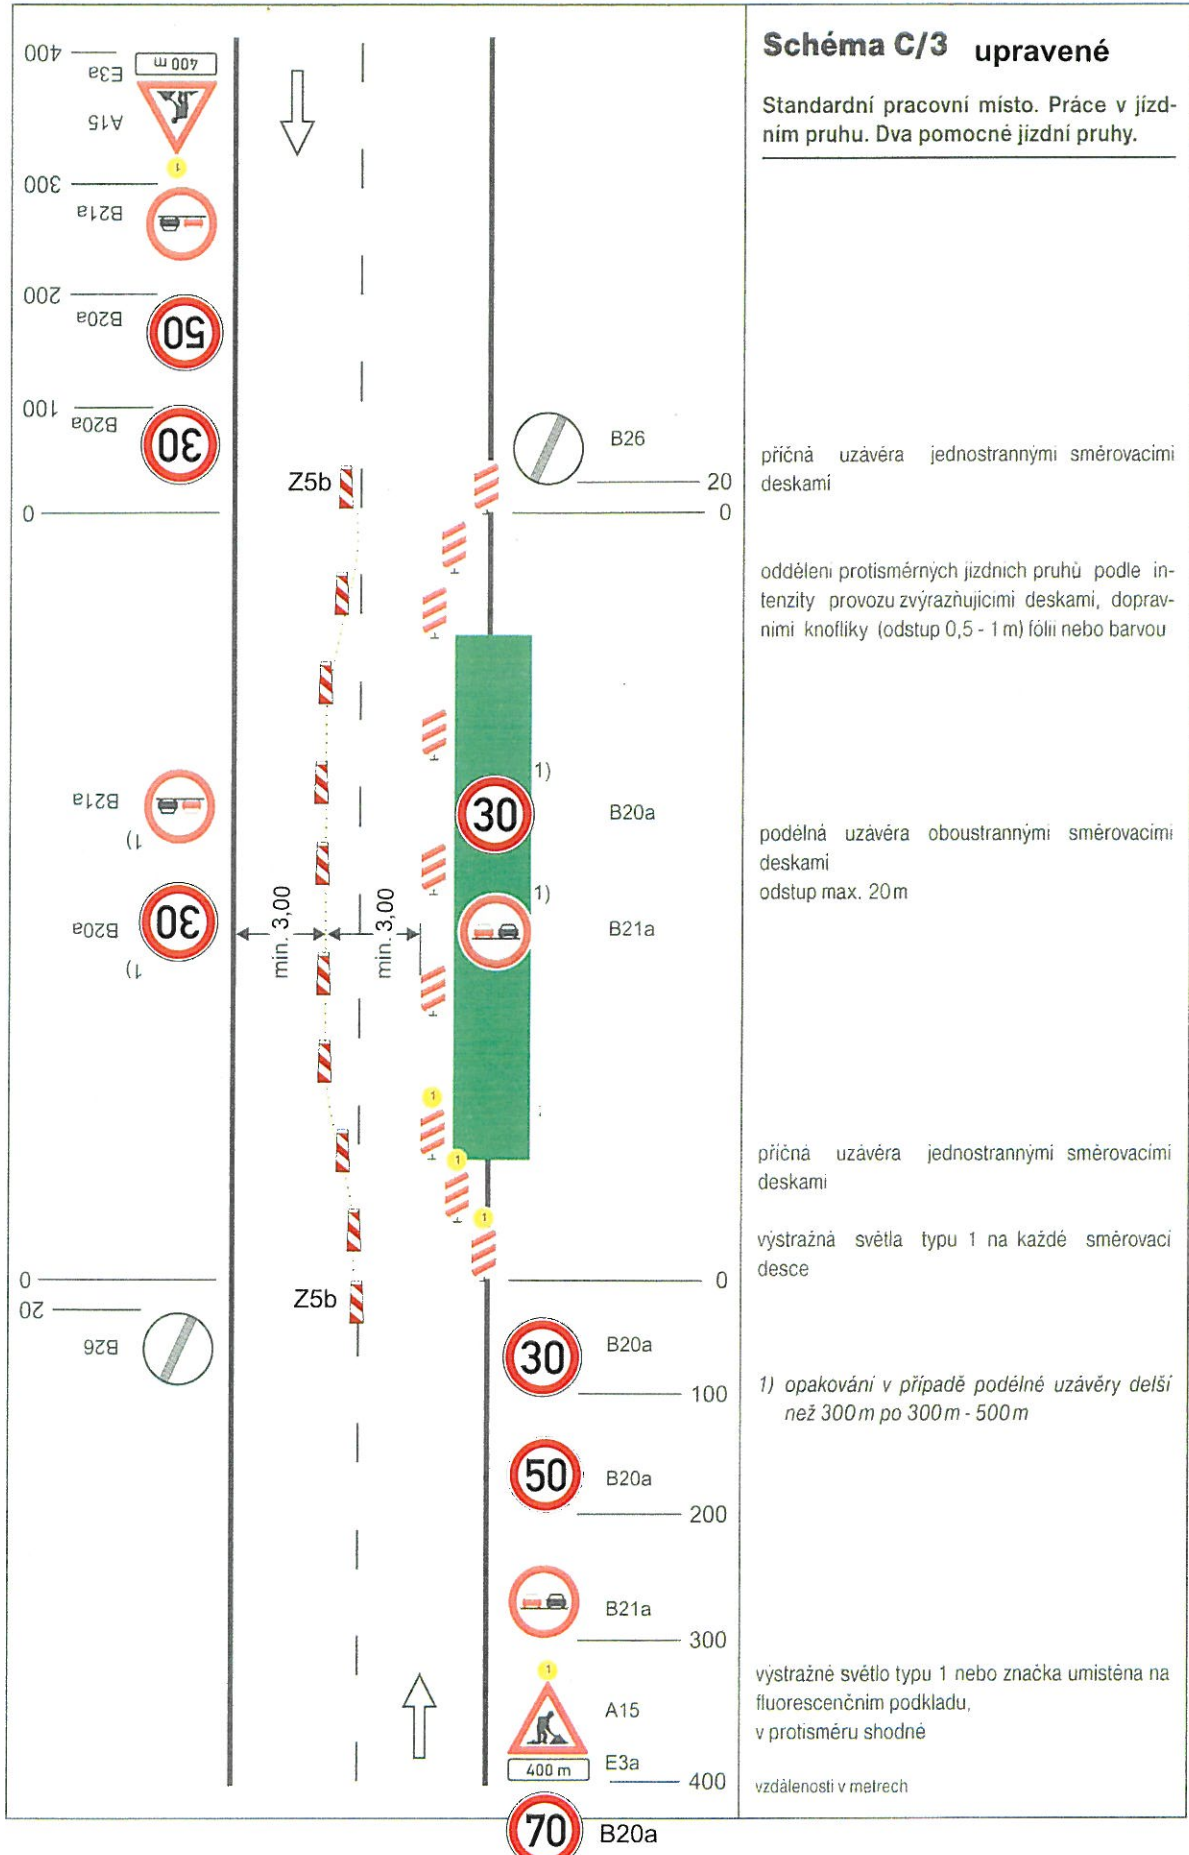 Schéma C/3 upravené
Standardní pracovní místo. Práce v jízd-
ním pruhu. Dva pomocné jízdní pruhy.
400
400 m
E3a
A15
1
300
B21a
200
B20a
50
100
B20a
30
Z5b
0
B26
20
0
příčná uzávěra jednostrannými směrovacími
deskami
oddělení protisměrných jízdních pruhů podle in-
tenzity provozu zvýrazňujícími deskami, doprav-
ními knoflíky (odstup 0,5 - 1 m) fólií nebo barvou
B21a
1)
1)
30
B20a
podélná uzávěra oboustrannými směrovacími
deskami
odstup max. 20 m
B20a
30
1)
min. 3,00
min. 3,00
1)
B21a
1
1
1
příčná uzávěra jednostrannými směrovacími
deskami
výstražná světla typu 1 na každé směrovací
desce
0
0
20
Z5b
B26
30
B20a
100
1) opakování v případě podélné uzávěry delší
než 300 m po 300 m - 500 m
50
B20a
200
B21a
300
1
A15
výstražné světlo typu 1 nebo značka umístěna na
fluorescenčním podkladu,
v protisměru shodné
400 m
E3a
400
vzdálenosti v metrech
70
B20a